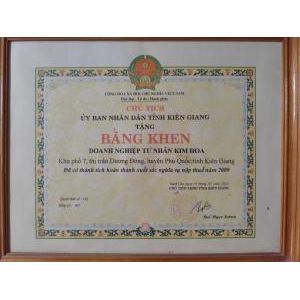 CỘNG HOÀ XÃ HỘI CHỦ NGHĨA VIỆT NAM
Độc lập - Tự do - Hạnh phúc
CHỦ TỊCH
ỦY BAN NHÂN DÂN TỈNH KIÊN GIANG
TẶNG
BẰNG KHEN
DOANH NGHIỆP TƯ NHÂN KIM HOA
Khu phố 7, thị trấn Dương Đông, huyện Phú Quốc tỉnh Kiên Giang
Đã có thành tích hoàn thành xuất sắc nghĩa vụ nộp thuế năm 2009